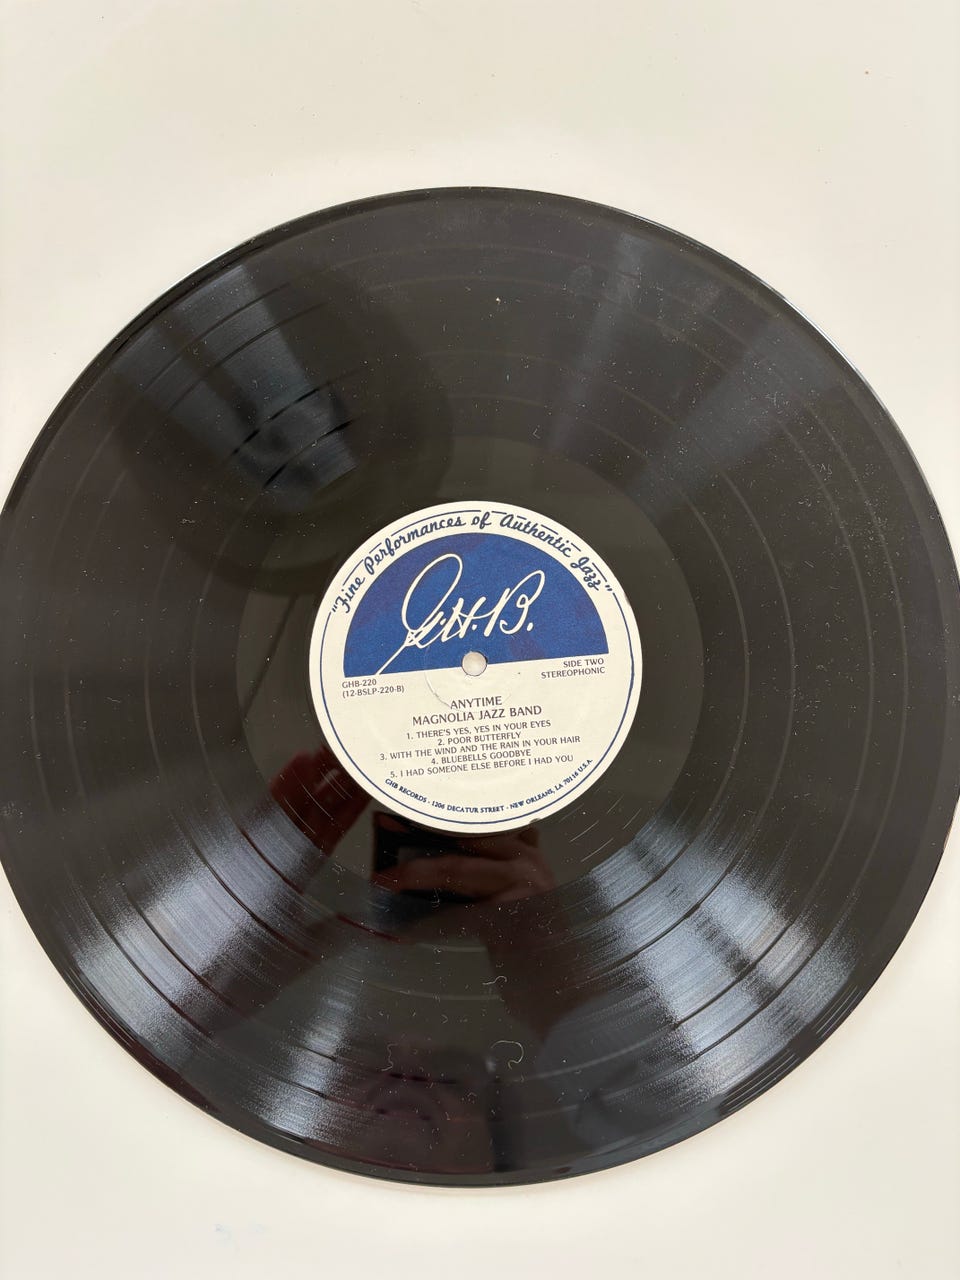 "Fine Performances of Authentic Jazz"
G.H.B.
GHB-220
(12-BSLP-220-B)
SIDE TWO
STEREOPHONIC
ANYTIME
MAGNOLIA JAZZ BAND
1. THERE'S YES, YES IN YOUR EYES
2. POOR BUTTERFLY
3. WITH THE WIND AND THE RAIN IN YOUR HAIR
4. BLUEBELLS GOODBYE
5. I HAD SOMEONE ELSE BEFORE I HAD YOU
GHB RECORDS · 1206 DECATUR STREET · NEW ORLEANS, LA 70116 U.S.A.